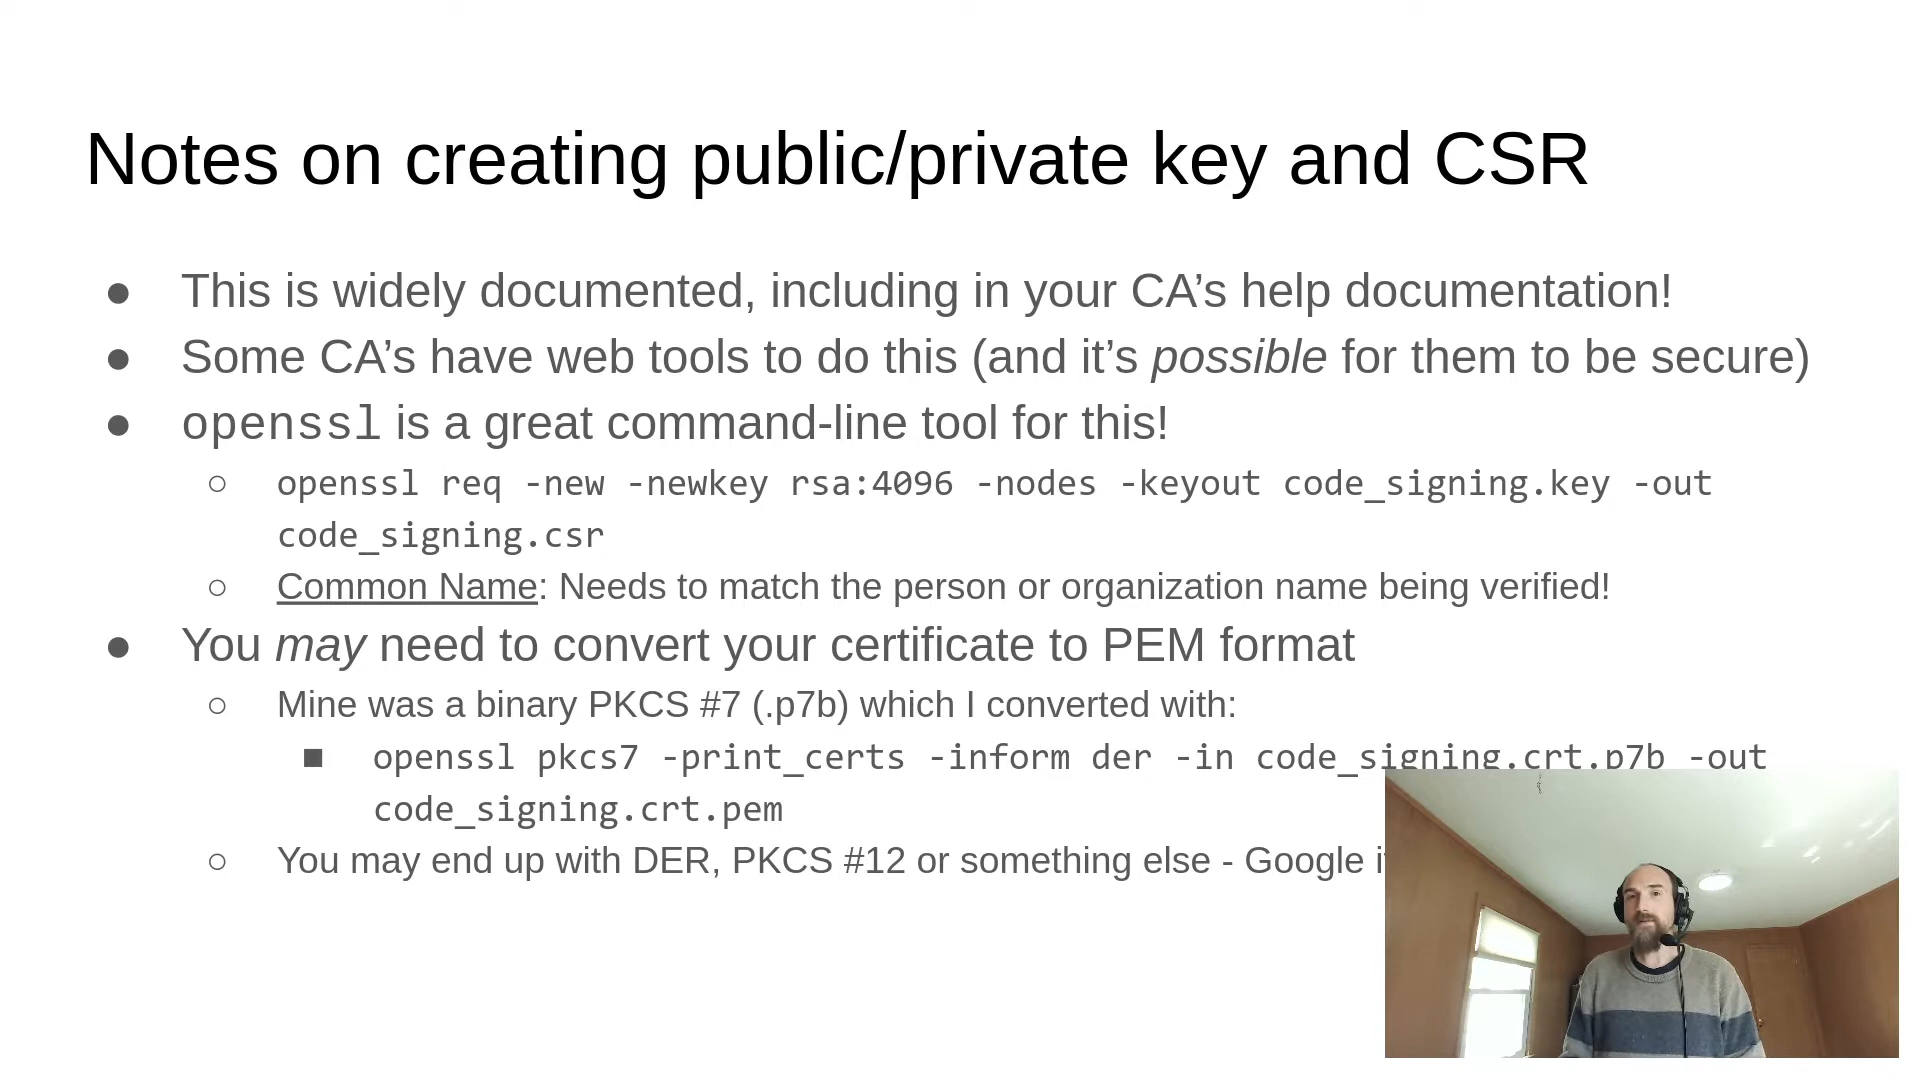 Notes on creating public/private key and CSR
● This is widely documented, including in your CA’s help documentation!
● Some CA’s have web tools to do this (and it’s possible for them to be secure)
● openssl is a great command-line tool for this!
○ openssl req -new -newkey rsa:4096 -nodes -keyout code_signing.key -out
code_signing.csr
○ Common Name: Needs to match the person or organization name being verified!
● You may need to convert your certificate to PEM format
○ Mine was a binary PKCS #7 (.p7b) which I converted with:
■ openssl pkcs7 -print_certs -inform der -in code_signing.crt.p7b -out
code_signing.crt.pem
○ You may end up with DER, PKCS #12 or something else - Google